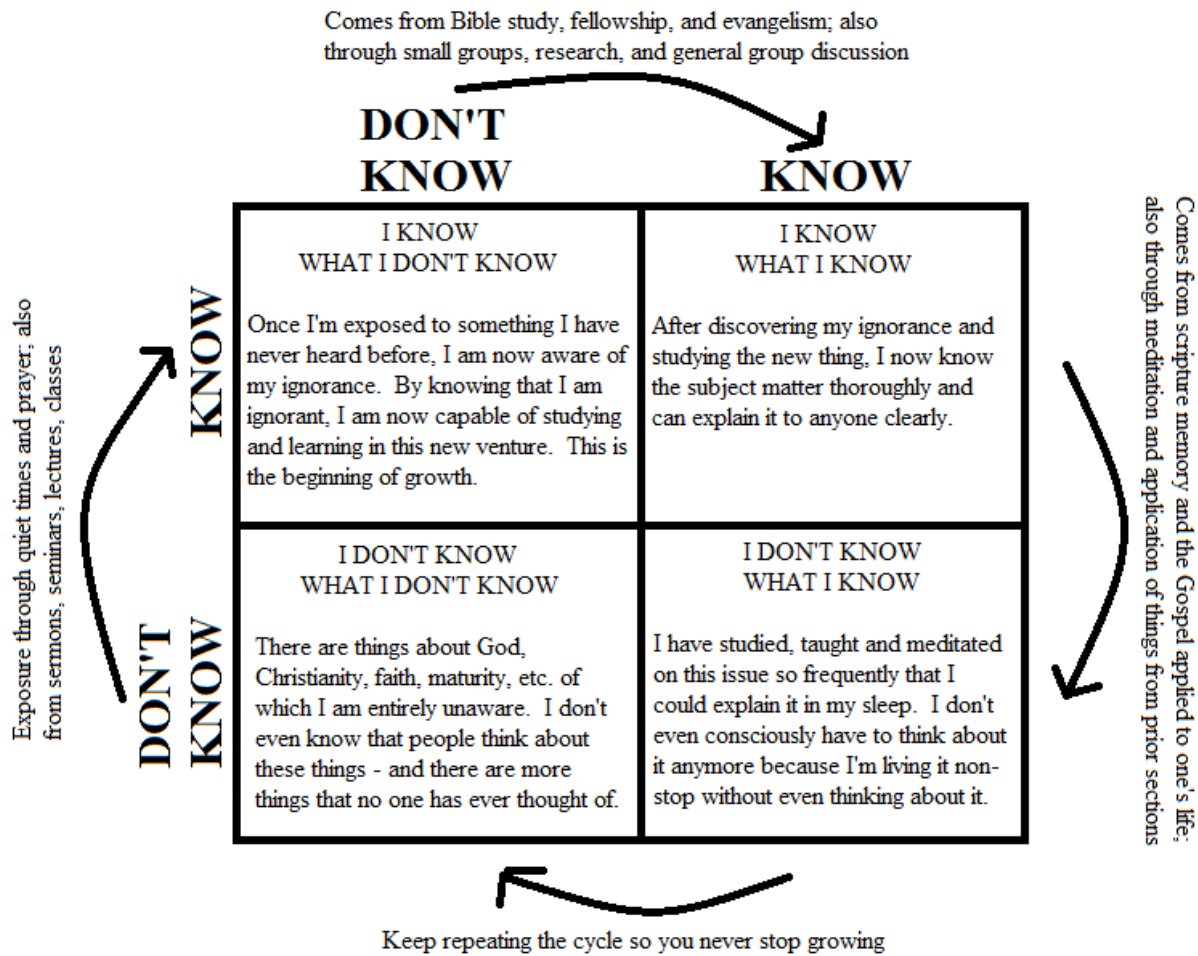 Comes from Bible study, fellowship, and evangelism; also
through small groups, research, and general group discussion
DON'T
KNOW
KNOW
Exposure through quiet times and prayer; also
from sermons, seminars, lectures, classes
KNOW
I KNOW
WHAT I DON'T KNOW
Once I'm exposed to something I have
never heard before, I am now aware of
my ignorance.  By knowing that I am
ignorant, I am now capable of studying
and learning in this new venture.  This is
the beginning of growth.
I KNOW
WHAT I KNOW
After discovering my ignorance and
studying the new thing, I now know
the subject matter thoroughly and
can explain it to anyone clearly.
Comes from scripture memory and the Gospel applied to one's life;
also through meditation and application of things from prior sections
DON'T
KNOW
I DON'T KNOW
WHAT I DON'T KNOW
There are things about God,
Christianity, faith, maturity, etc. of
which I am entirely unaware.  I don't
even know that people think about
these things - and there are more
things that no one has ever thought of.
I DON'T KNOW
WHAT I KNOW
I have studied, taught and meditated
on this issue so frequently that I
could explain it in my sleep.  I don't
even consciously have to think about
it anymore because I'm living it non-
stop without even thinking about it.
Keep repeating the cycle so you never stop growing